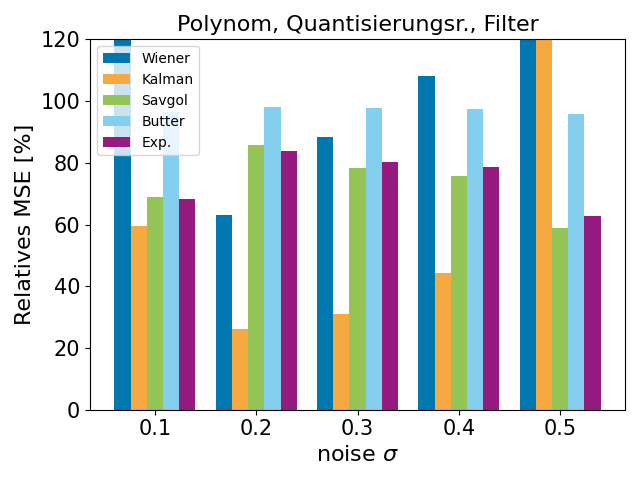 Polynom, Quantisierungsr., Filter
Relatives MSE [%]
120
100
80
60
40
20
0
Wiener
Kalman
Savgol
Butter
Exp.
0.1 0.2 0.3 0.4 0.5
noise σ